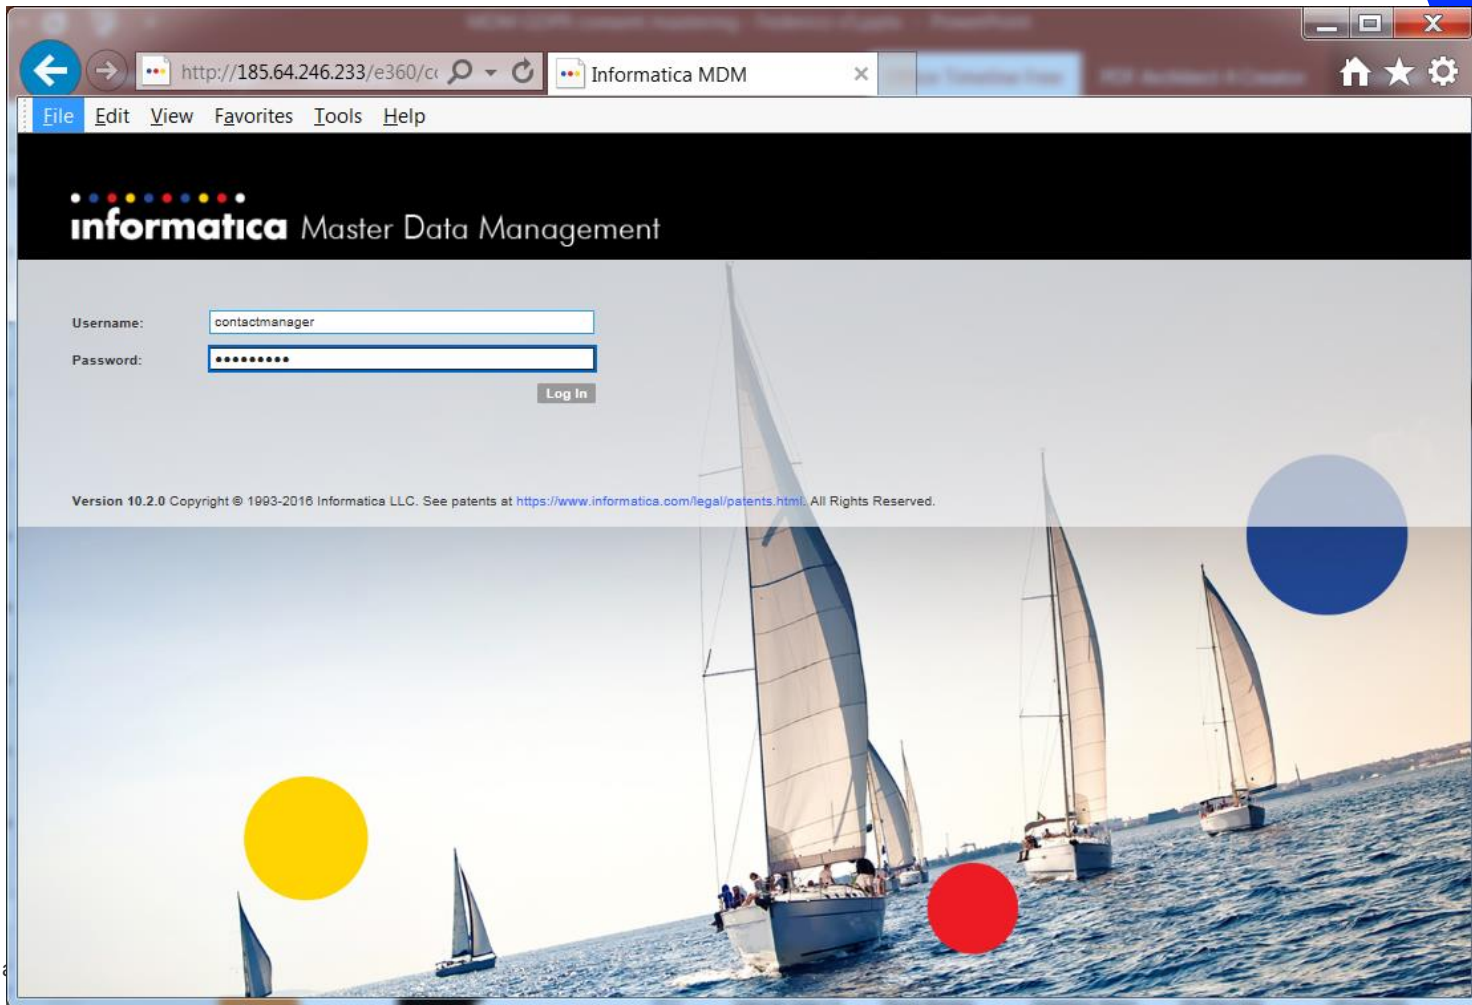 http://185.64.246.233/e360/cc
Informatica MDM
File Edit View Favorites Tools Help
informatica Master Data Management
Username: contactmanager
Password: •••••••••
Log In
Version 10.2.0 Copyright © 1993-2016 Informatica LLC. See patents at https://www.informatica.com/legal/patents.html. All Rights Reserved.